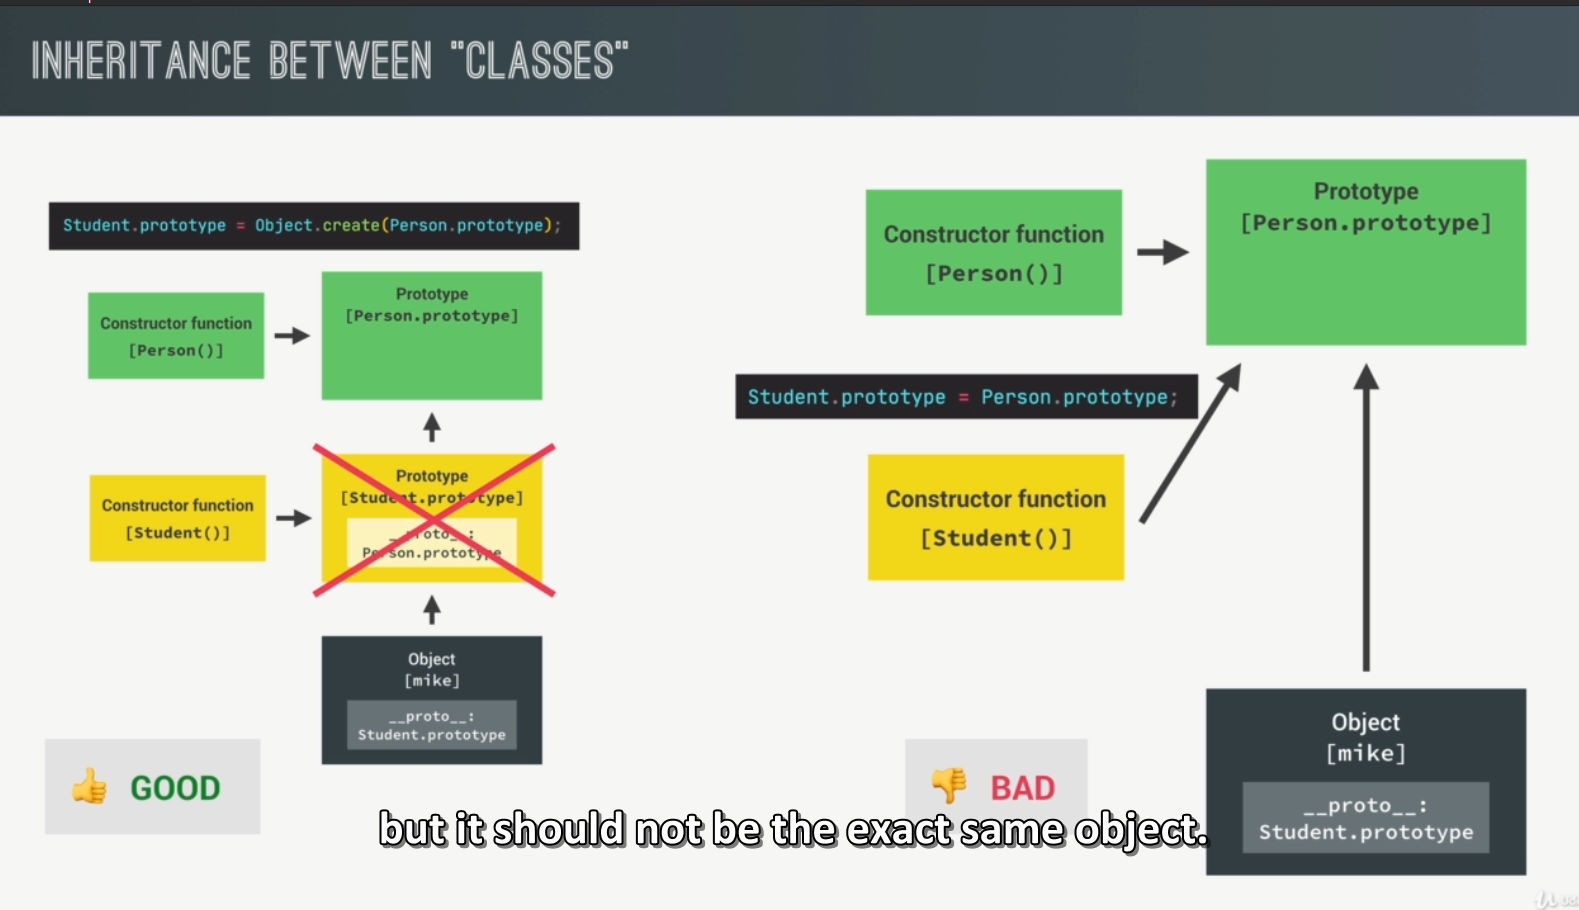 INHERITANCE BETWEEN "CLASSES"
Student.prototype = Object.create(Person.prototype);
Constructor function
[Person()]
Prototype
[Person.prototype]
Constructor function
[Student()]
Prototype
[Student.prototype]
__proto__:
Person.prototype
Object
[mike]
__proto__:
Student.prototype
👍 GOOD
Constructor function
[Person()]
Prototype
[Person.prototype]
Student.prototype = Person.prototype;
Constructor function
[Student()]
Object
[mike]
__proto__:
Student.prototype
👎 BAD
but it should not be the exact same object.